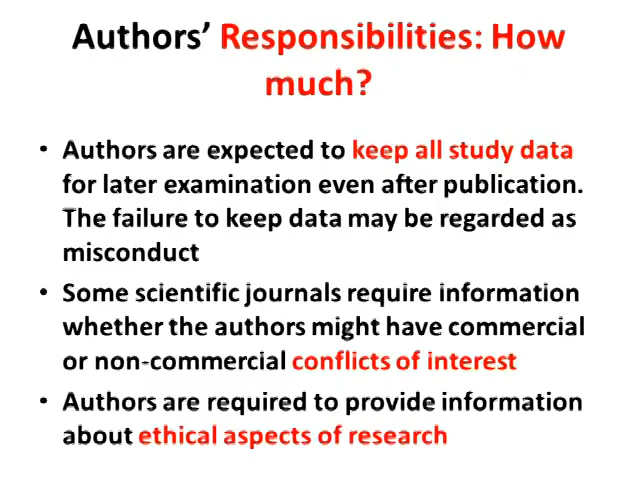 Authors’ Responsibilities: How
much?
• Authors are expected to keep all study data
for later examination even after publication.
The failure to keep data may be regarded as
misconduct
• Some scientific journals require information
whether the authors might have commercial
or non-commercial conflicts of interest
• Authors are required to provide information
about ethical aspects of research